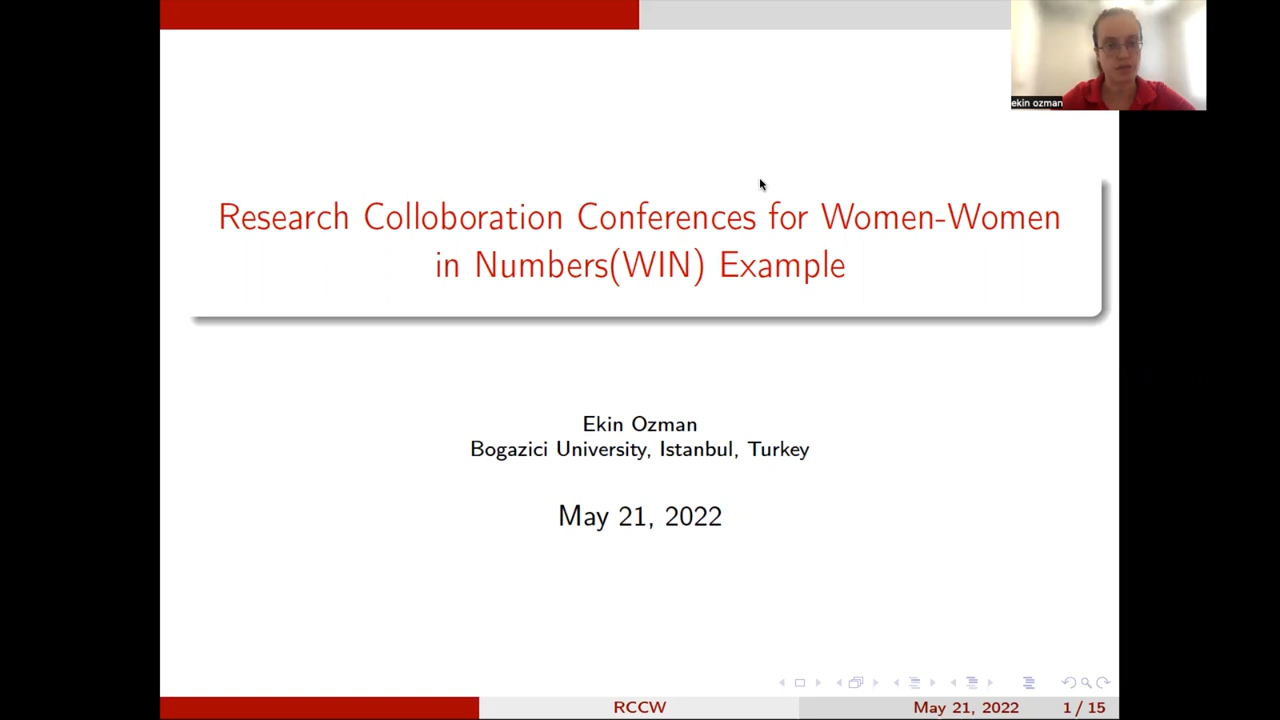 ekin ozman
Research Colloboration Conferences for Women-Women
in Numbers(WIN) Example
Ekin Ozman
Bogazici University, Istanbul, Turkey
May 21, 2022
RCCW
May 21, 2022
1 / 15